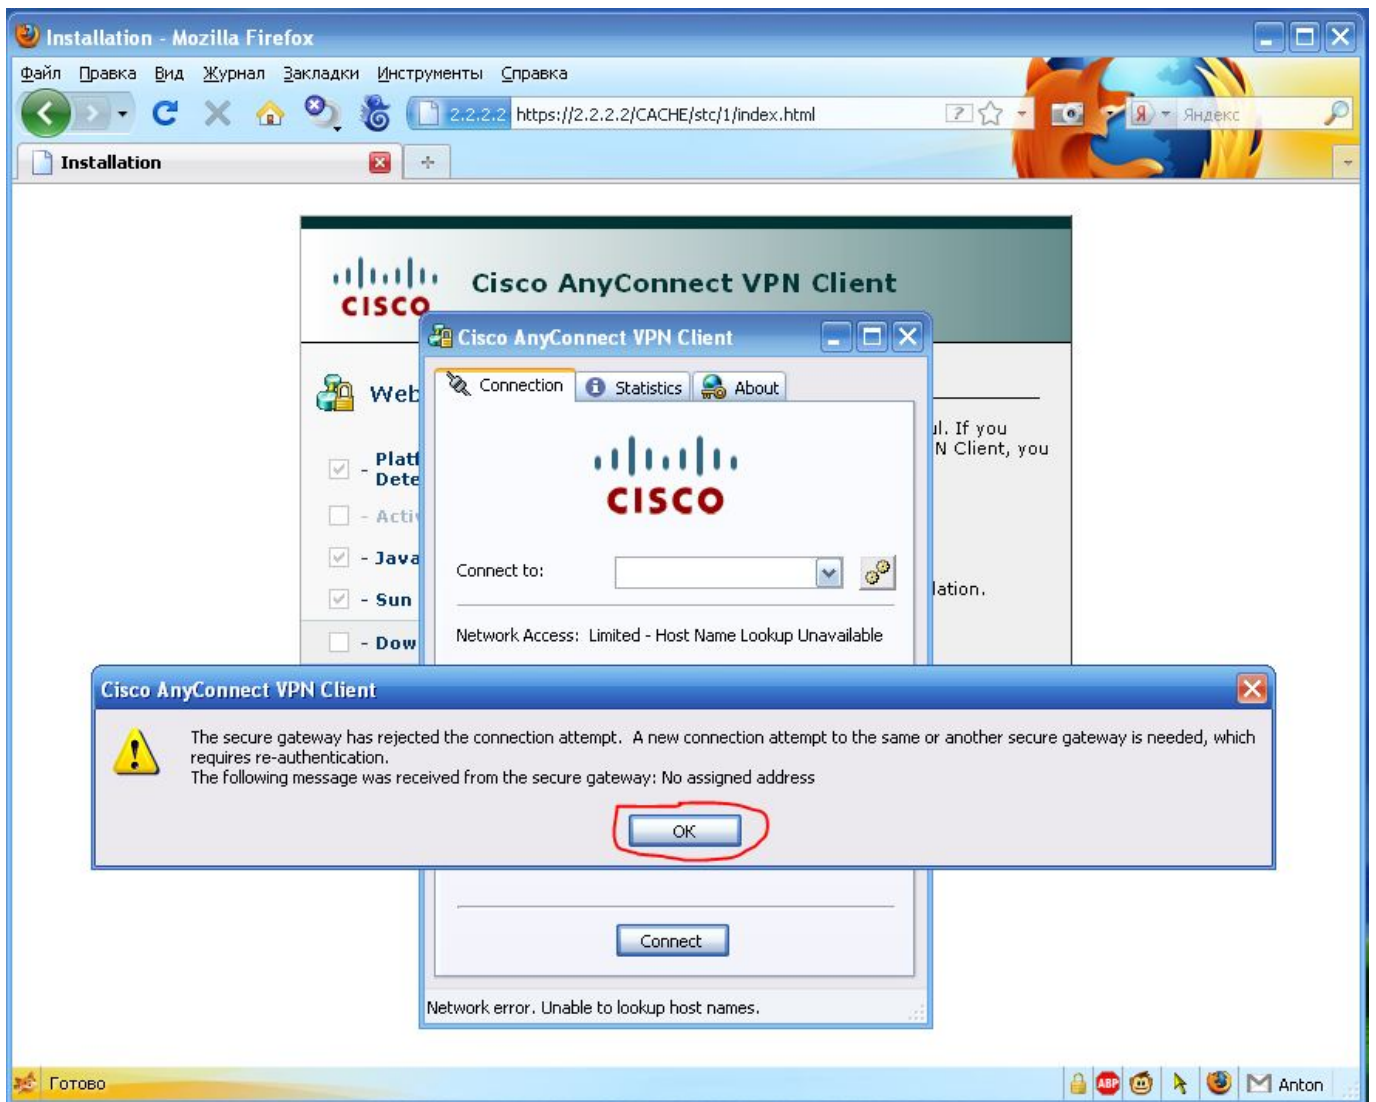 Installation - Mozilla Firefox
Файл Правка Вид Журнал Закладки Инструменты Справка
2.2.2.2 https://2.2.2.2/CACHE/stc/1/index.html
Яндекс
Installation
CISCO
Cisco AnyConnect VPN Client
Cisco AnyConnect VPN Client
Connection Statistics About
CISCO
Connect to:
Network Access: Limited - Host Name Lookup Unavailable
Web
- Platf
Dete
- Activ
- Java
- Sun
- Dow
ul. If you
N Client, you
lation.
Cisco AnyConnect VPN Client
The secure gateway has rejected the connection attempt. A new connection attempt to the same or another secure gateway is needed, which
requires re-authentication.
The following message was received from the secure gateway: No assigned address
OK
Connect
Network error. Unable to lookup host names.
Готово
ABP
Anton